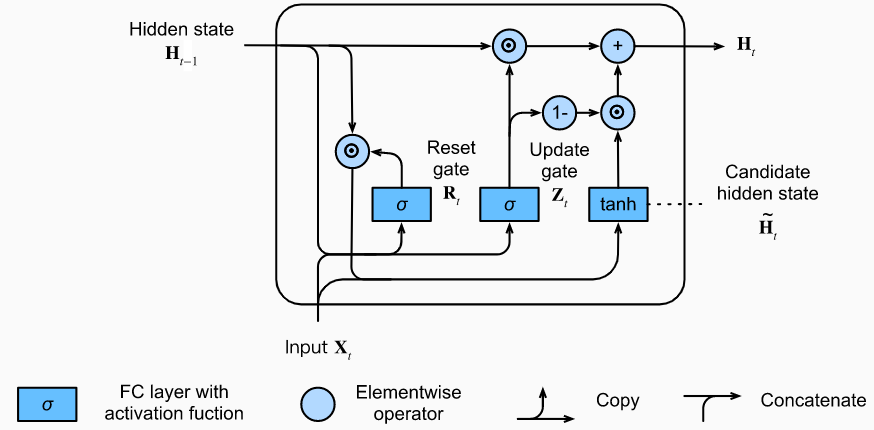 Hidden state
H_{t−1}
H_t
+
1-
Reset
gate
R_t
Update
gate
Z_t
Candidate
hidden state
H̃_t
σ
σ
tanh
Input X_t
σ
FC layer with
activation fuction
Elementwise
operator
Copy
Concatenate